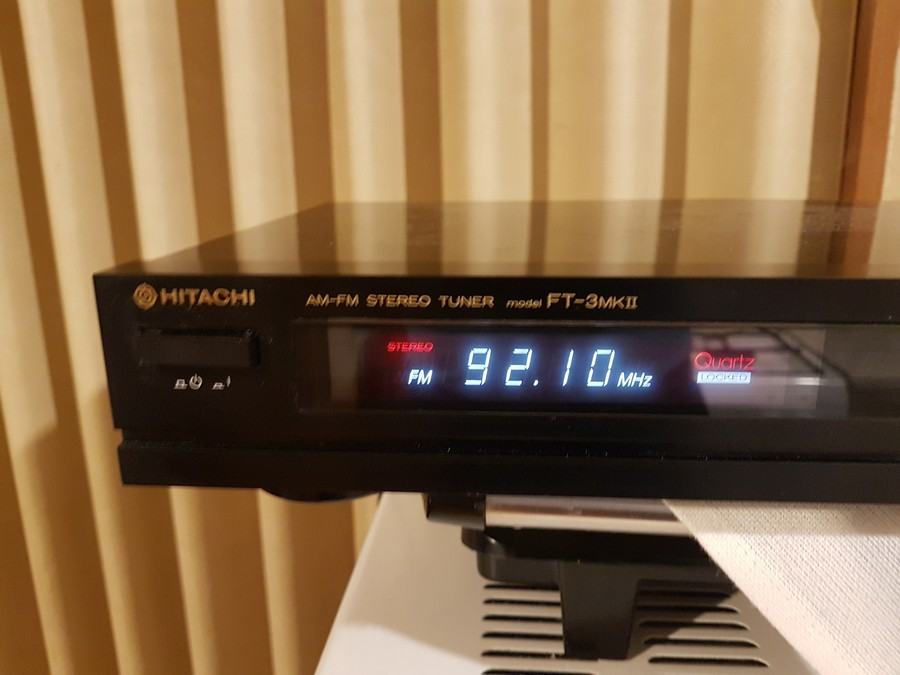 HITACHI
AM-FM STEREO TUNER model FT-3MKII
STEREO
FM 92.10 MHz
Quartz
LOCKED